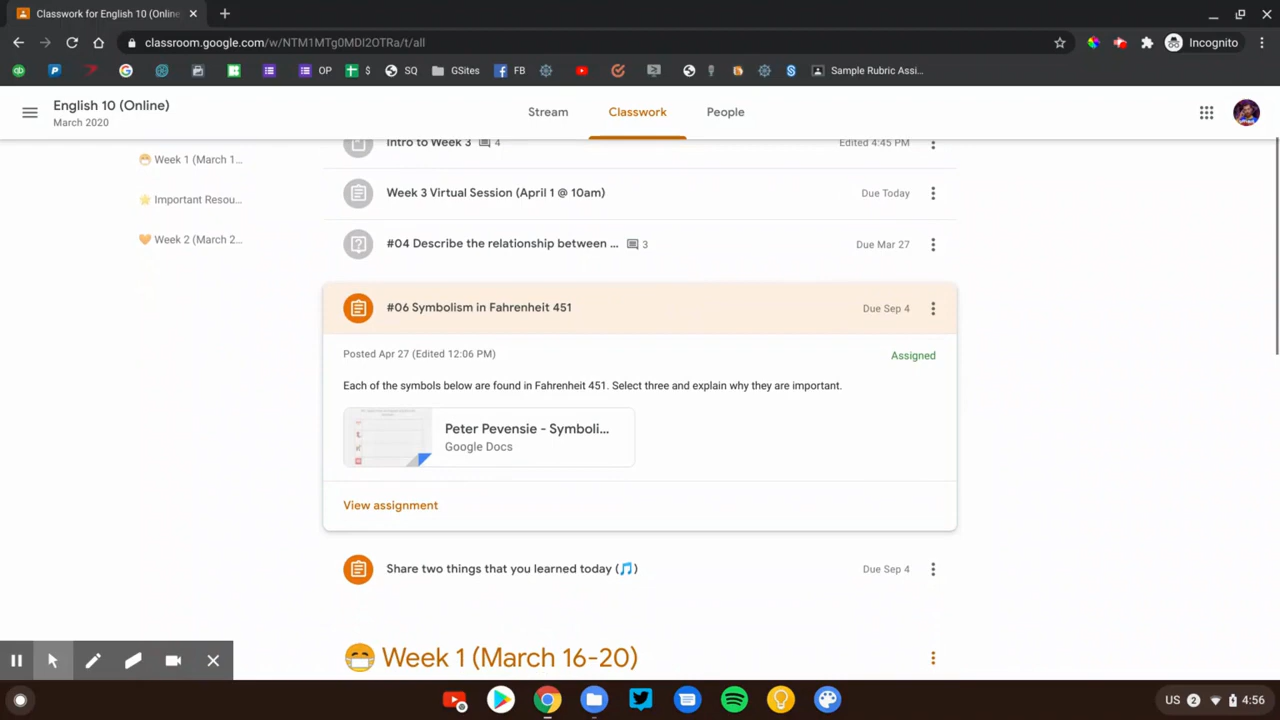 Classwork for English 10 (Online
classroom.google.com/w/NTM1MTg0MDI2OTRa/t/all
Incognito
OP
$
SQ
GSites
FB
Sample Rubric Assi...
English 10 (Online)
March 2020
Stream
Classwork
People
Week 1 (March 1...
Important Resou...
Week 2 (March 2...
Intro to Week 3
4
Edited 4:45 PM
Week 3 Virtual Session (April 1 @ 10am)
Due Today
#04 Describe the relationship between ...
3
Due Mar 27
#06 Symbolism in Fahrenheit 451
Due Sep 4
Posted Apr 27 (Edited 12:06 PM)
Assigned
Each of the symbols below are found in Fahrenheit 451. Select three and explain why they are important.
Peter Pevensie - Symboli...
Google Docs
View assignment
Share two things that you learned today (🎵)
Due Sep 4
😷 Week 1 (March 16-20)
US
2
4:56